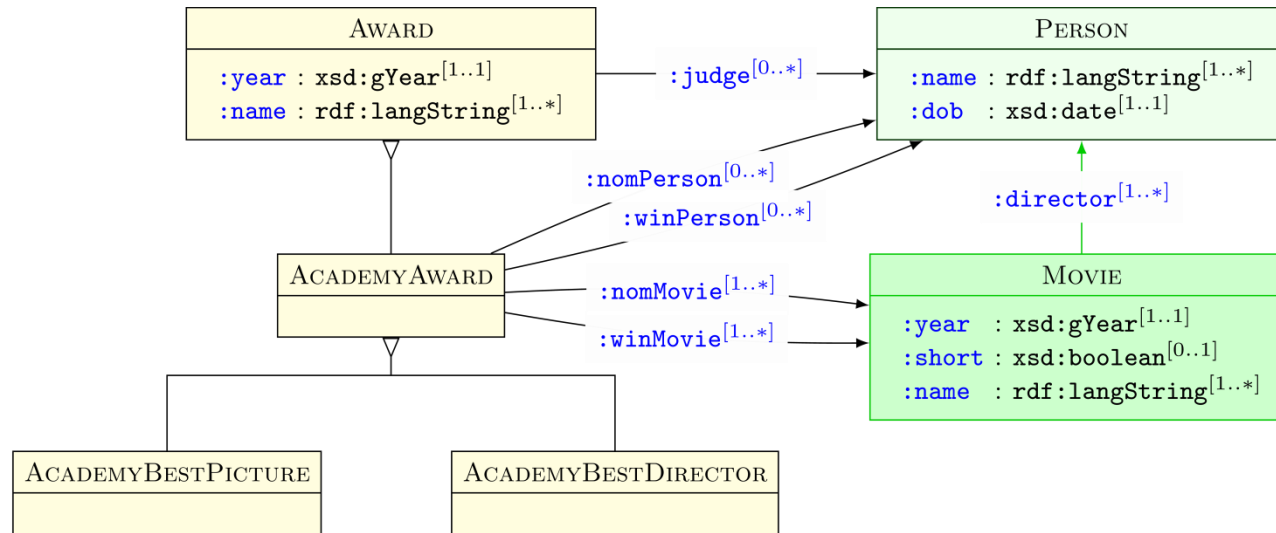 AWARD
:year : xsd:gYear[1..1]
:name : rdf:langString[1..*]
:judge[0..*]
PERSON
:name : rdf:langString[1..*]
:dob : xsd:date[1..1]
:nomPerson[0..*]
:winPerson[0..*]
:director[1..*]
ACADEMYAWARD
:nomMovie[1..*]
:winMovie[1..*]
MOVIE
:year : xsd:gYear[1..1]
:short : xsd:boolean[0..1]
:name : rdf:langString[1..*]
ACADEMYBESTPICTURE
ACADEMYBESTDIRECTOR